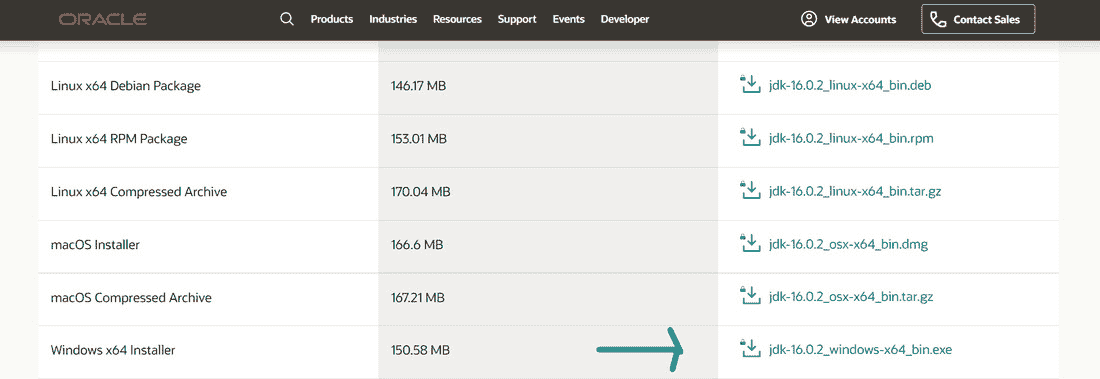 ORACLE Products Industries Resources Support Events Developer View Accounts Contact Sales
Linux x64 Debian Package 146.17 MB jdk-16.0.2_linux-x64_bin.deb
Linux x64 RPM Package 153.01 MB jdk-16.0.2_linux-x64_bin.rpm
Linux x64 Compressed Archive 170.04 MB jdk-16.0.2_linux-x64_bin.tar.gz
macOS Installer 166.6 MB jdk-16.0.2_osx-x64_bin.dmg
macOS Compressed Archive 167.21 MB jdk-16.0.2_osx-x64_bin.tar.gz
Windows x64 Installer 150.58 MB jdk-16.0.2_windows-x64_bin.exe